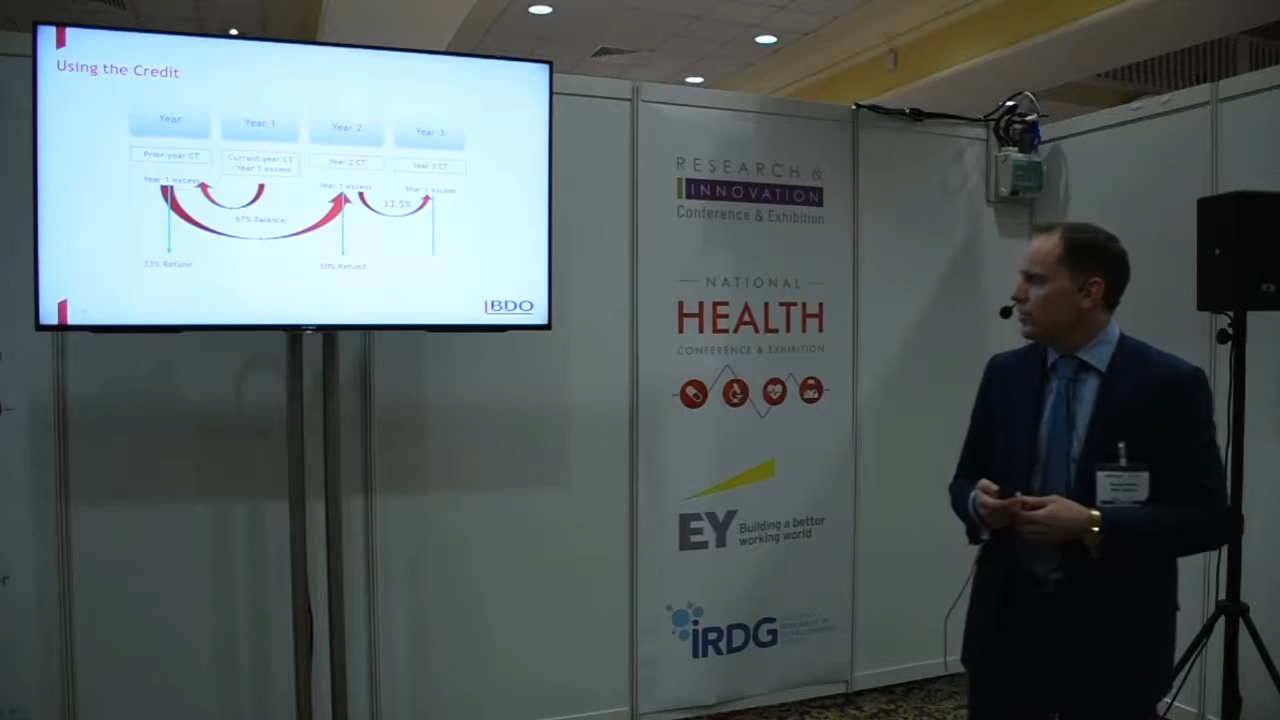 Using the Credit
Year
Year 1
Year 2
Year 3
Prior year CT
Current year CT
Year 1 excess
Year 2 CT
Year 3 CT
Year 1 excess
Year 1 excess
Year 1 excess
67% Balance
33.5%
33% Refund
50% Refund
BDO
RESEARCH &
INNOVATION
Conference & Exhibition
NATIONAL
HEALTH
CONFERENCE & EXHIBITION
EY Building a better
working world
iRDG